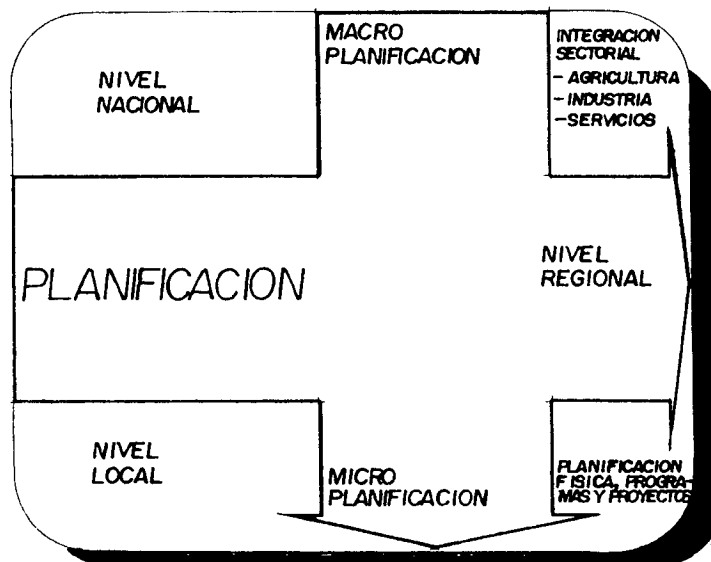 NIVEL
NACIONAL
MACRO
PLANIFICACION
INTEGRACION
SECTORIAL
- AGRICULTURA
- INDUSTRIA
- SERVICIOS
PLANIFICACION
NIVEL
REGIONAL
NIVEL
LOCAL
MICRO
PLANIFICACION
PLANIFICACION
FISICA, PROGRA-
MAS Y PROYECTOS